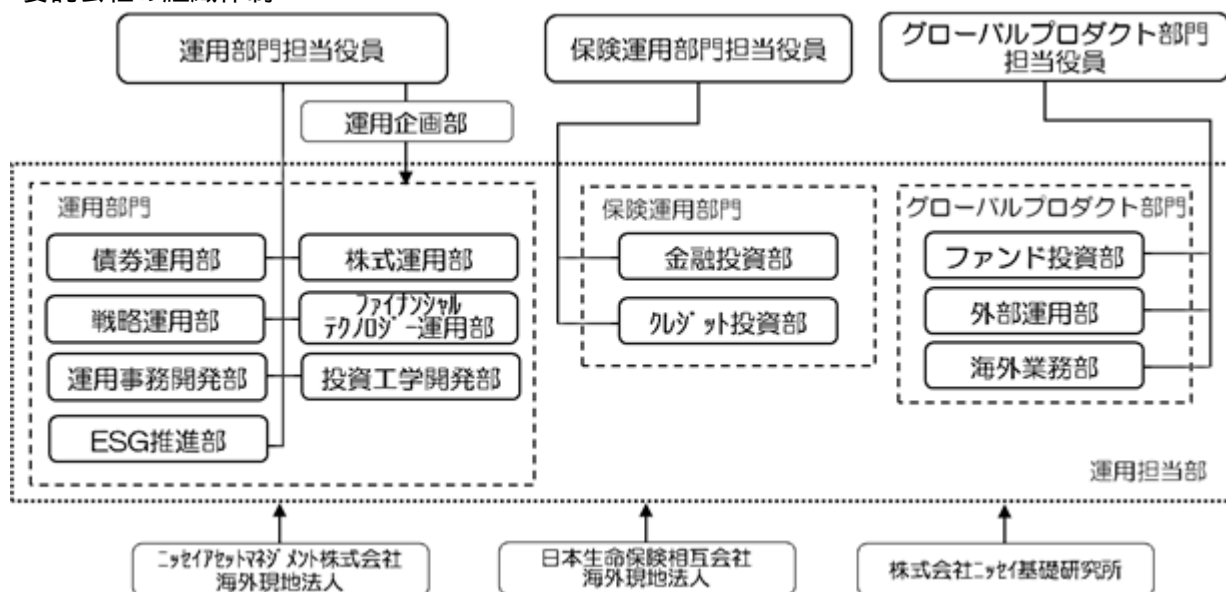 運用部門担当役員
保険運用部門担当役員
グローバルプロダクト部門
担当役員
運用企画部
運用部門
債券運用部
株式運用部
戦略運用部
ファイナンシャル
テクノロジー運用部
運用事務開発部
投資工学開発部
ESG推進部
保険運用部門
金融投資部
クレジット投資部
グローバルプロダクト部門
ファンド投資部
外部運用部
海外業務部
運用担当部
ニッセイアセットマネジメント株式会社
海外現地法人
日本生命保険相互会社
海外現地法人
株式会社ニッセイ基礎研究所